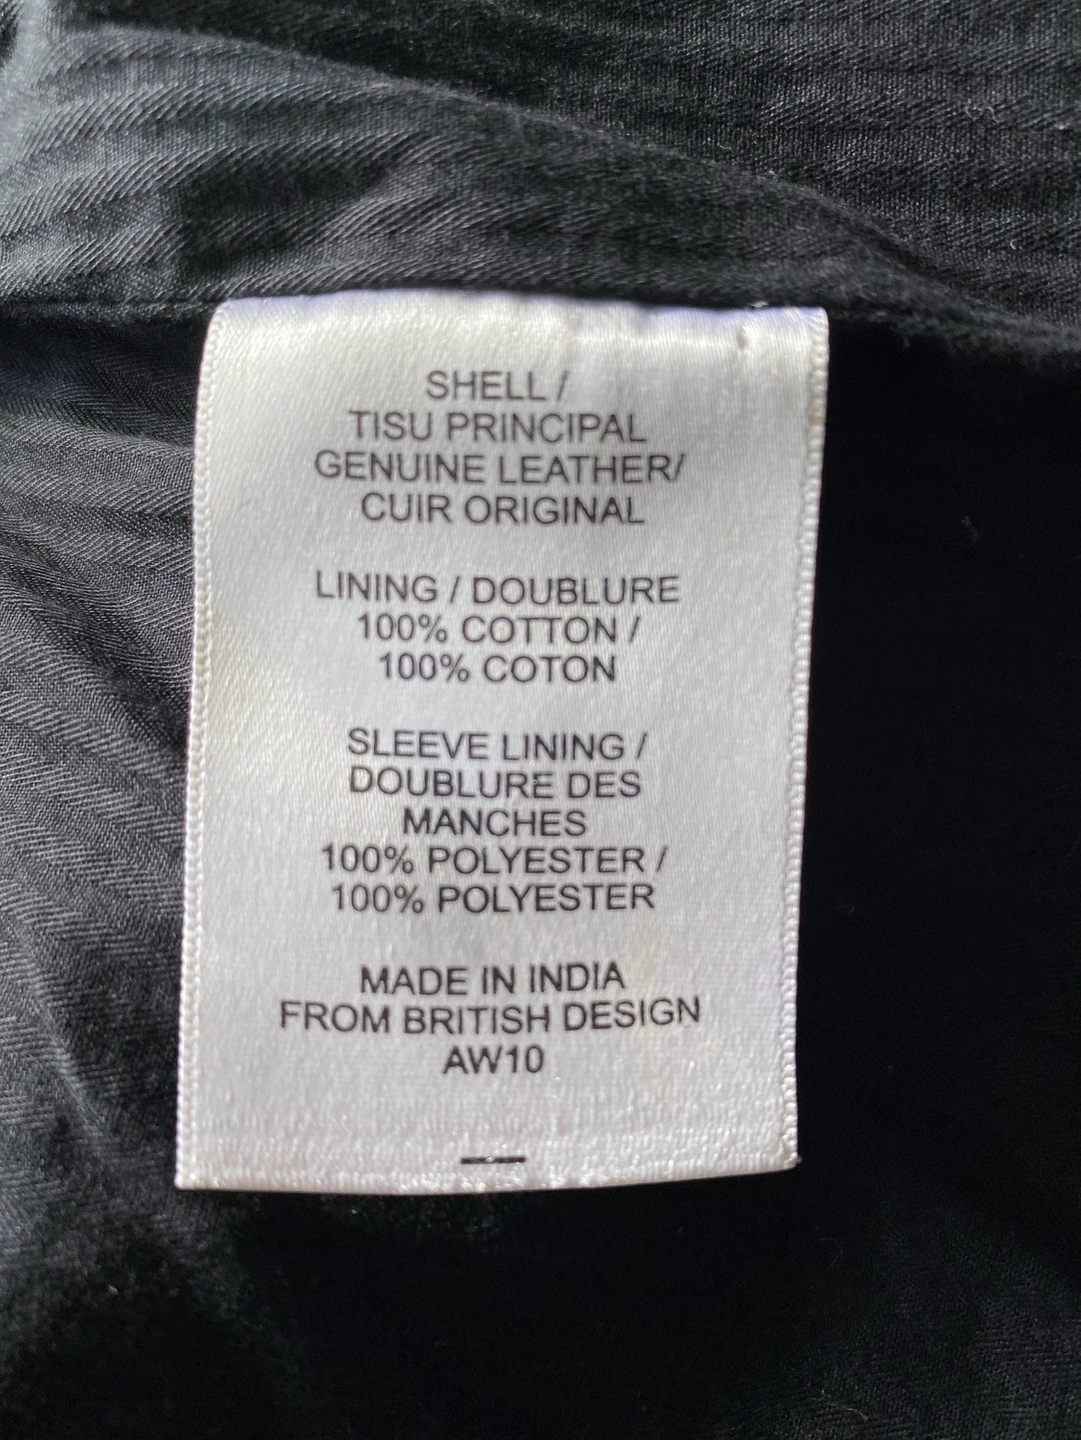 SHELL /
TISU PRINCIPAL
GENUINE LEATHER/
CUIR ORIGINAL
LINING / DOUBLURE
100% COTTON /
100% COTON
SLEEVE LINING /
DOUBLURE DES
MANCHES
100% POLYESTER /
100% POLYESTER
MADE IN INDIA
FROM BRITISH DESIGN
AW10